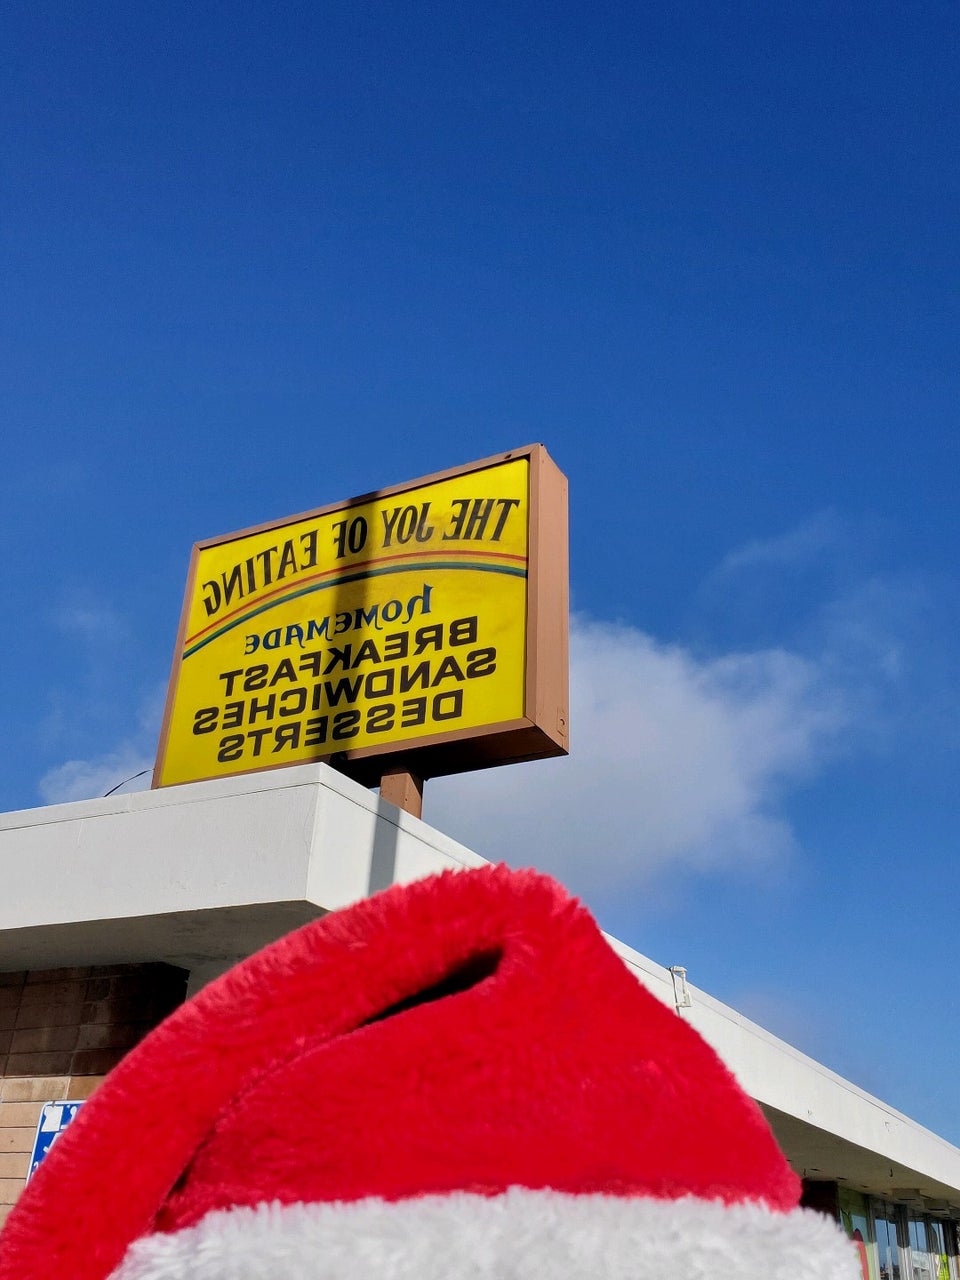 THE JOY OF EATING
HOMEMADE
BREAKFAST
SANDWICHES
DESSERTS